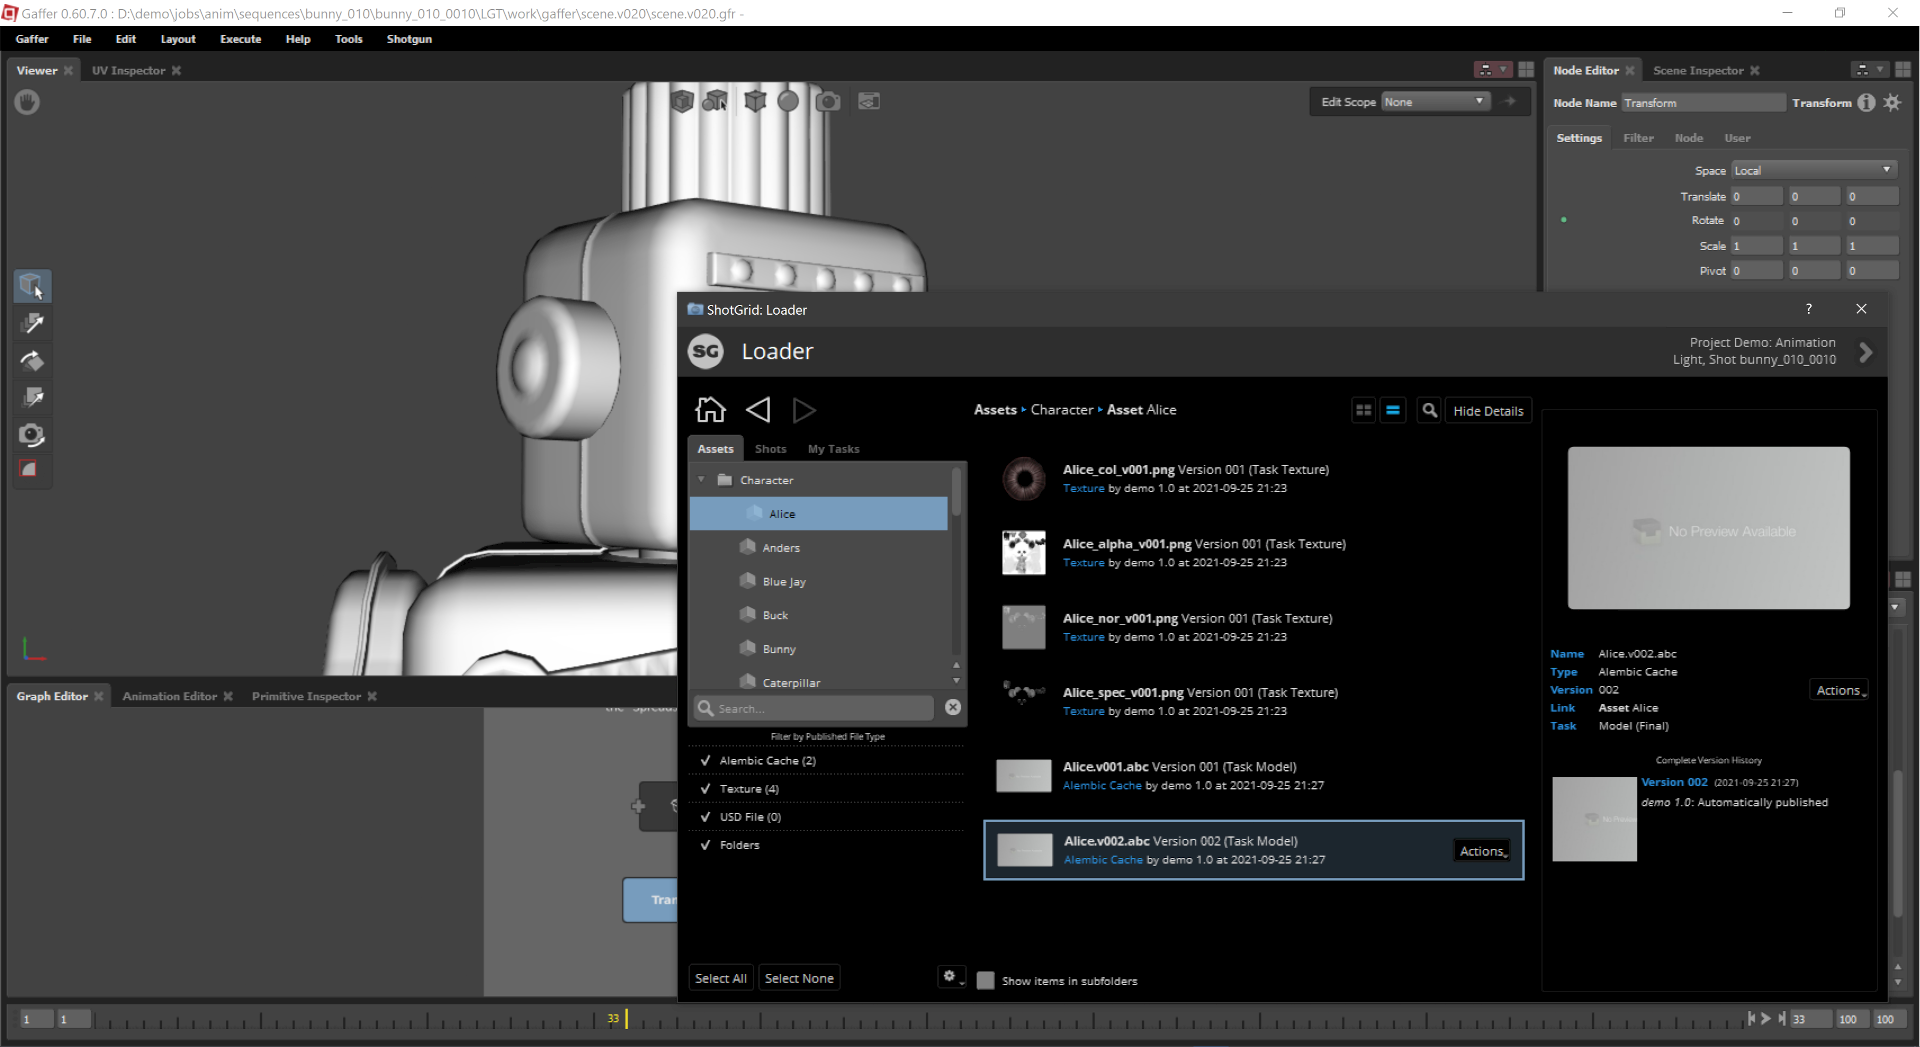 Gaffer 0.60.7.0 : D:\demo\jobs\anim\sequences\bunny_010\bunny_010_0010\LGT\work\gaffer\scene.v020\scene.v020.gfr -
Gaffer File Edit Layout Execute Help Tools Shotgun
Viewer UV Inspector
Node Editor Scene Inspector
Edit Scope None
Node Name Transform Transform
Settings Filter Node User
Space Local
Translate 0 0 0
Rotate 0 0 0
Scale 1 1 1
Pivot 0 0 0
ShotGrid: Loader
?
SG Loader
Project Demo: Animation
Light, Shot bunny_010_0010
Assets Character Asset Alice
Hide Details
Assets Shots My Tasks
Character
Alice
Anders
Blue Jay
Buck
Bunny
Caterpillar
Search...
Filter by Published File Type
Alembic Cache (2)
Texture (4)
USD File (0)
Folders
Select All Select None
Alice_col_v001.png Version 001 (Task Texture)
Texture by demo 1.0 at 2021-09-25 21:23
Alice_alpha_v001.png Version 001 (Task Texture)
Texture by demo 1.0 at 2021-09-25 21:23
Alice_nor_v001.png Version 001 (Task Texture)
Texture by demo 1.0 at 2021-09-25 21:23
Alice_spec_v001.png Version 001 (Task Texture)
Texture by demo 1.0 at 2021-09-25 21:23
Alice.v001.abc Version 001 (Task Model)
Alembic Cache by demo 1.0 at 2021-09-25 21:27
Alice.v002.abc Version 002 (Task Model)
Alembic Cache by demo 1.0 at 2021-09-25 21:27
Actions
Show items in subfolders
No Preview Available
Name Alice.v002.abc
Type Alembic Cache
Version 002
Link Asset Alice
Task Model (Final)
Actions
Complete Version History
Version 002 (2021-09-25 21:27)
demo 1.0: Automatically published
Graph Editor Animation Editor Primitive Inspector
Tran
1 1 33 33 100 100